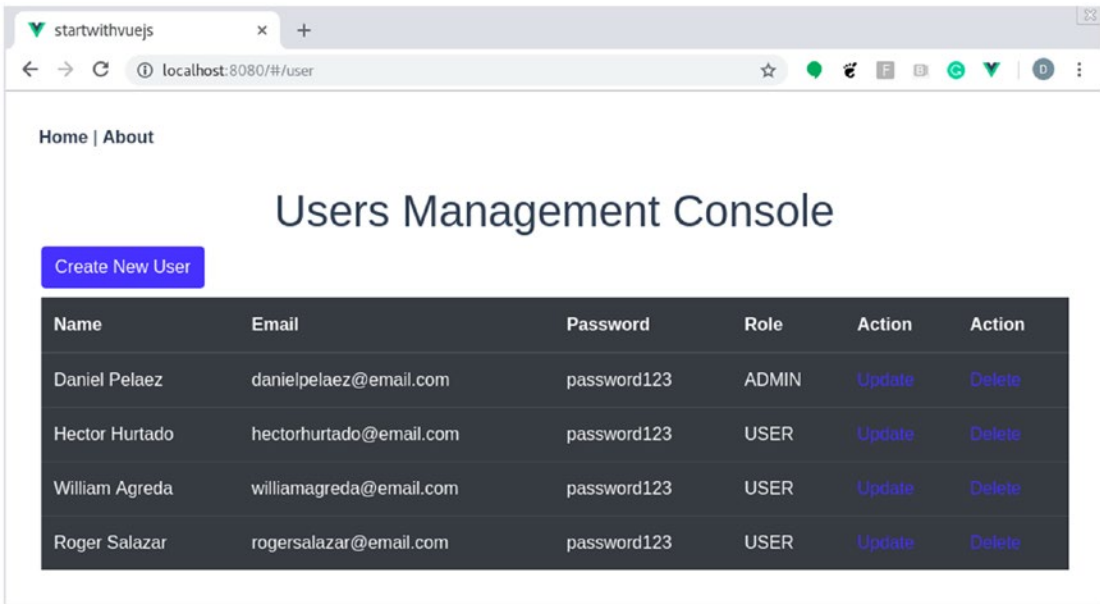 startwithvuejs
localhost:8080/#/user
D
Home | About
Users Management Console
Create New User
Name Email Password Role Action Action
Daniel Pelaez danielpelaez@email.com password123 ADMIN Update Delete
Hector Hurtado hectorhurtado@email.com password123 USER Update Delete
William Agreda williamagreda@email.com password123 USER Update Delete
Roger Salazar rogersalazar@email.com password123 USER Update Delete